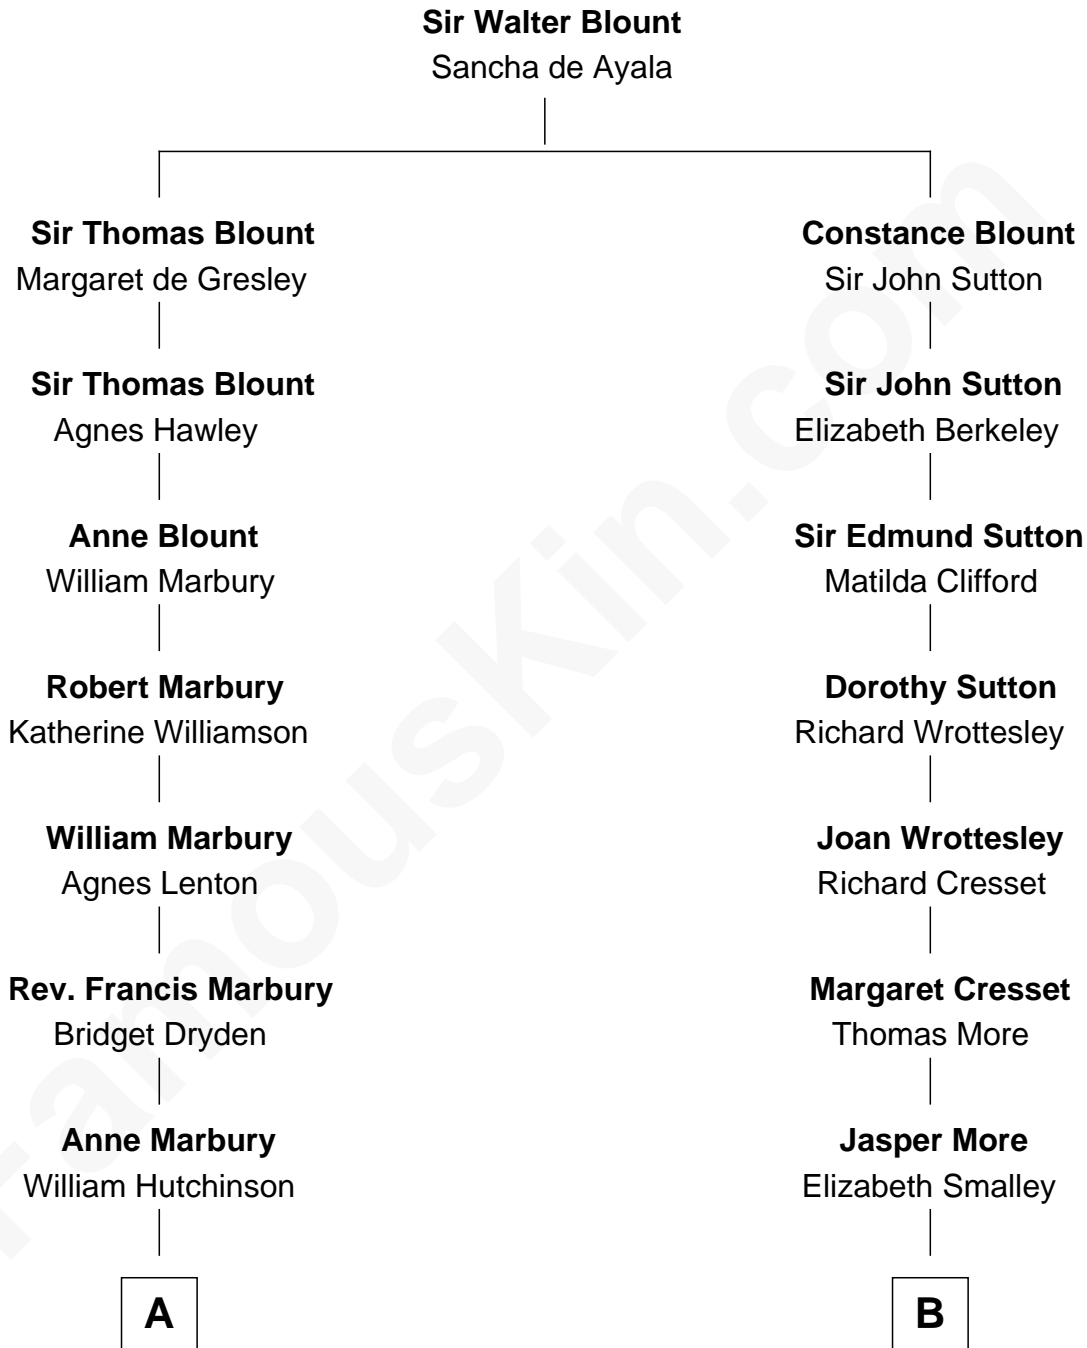 Sir Walter Blount
Sancha de Ayala
Sir Thomas Blount
Margaret de Gresley
Constance Blount
Sir John Sutton
Sir Thomas Blount
Agnes Hawley
Sir John Sutton
Elizabeth Berkeley
Anne Blount
William Marbury
Sir Edmund Sutton
Matilda Clifford
Robert Marbury
Katherine Williamson
Dorothy Sutton
Richard Wrottesley
William Marbury
Agnes Lenton
Joan Wrottesley
Richard Cresset
Rev. Francis Marbury
Bridget Dryden
Margaret Cresset
Thomas More
Anne Marbury
William Hutchinson
Jasper More
Elizabeth Smalley
A
B
FamousKin.com